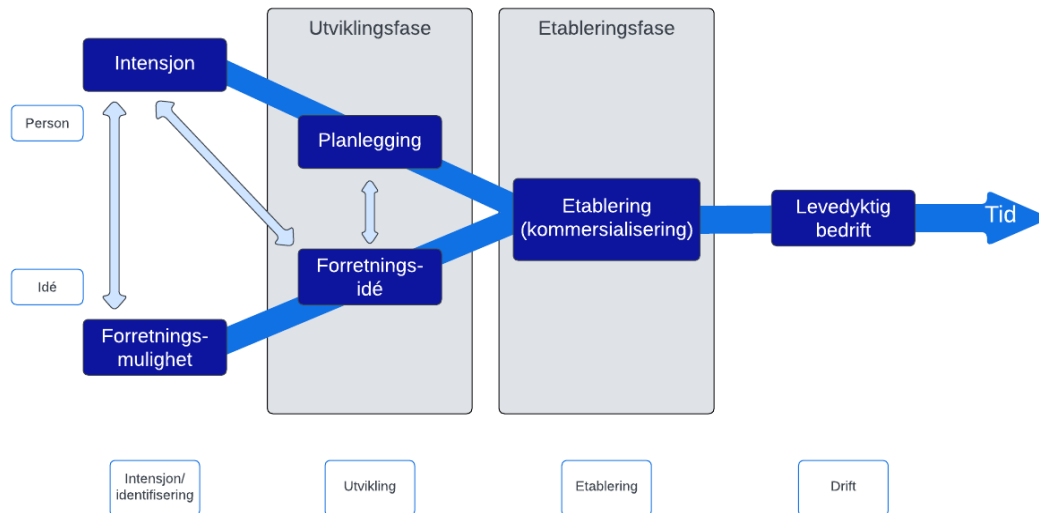 Utviklingsfase
Etableringsfase
Intensjon
Person
Planlegging
Etablering
(kommersialisering)
Levedyktig
bedrift
Tid
Forretnings-
idé
Idé
Forretnings-
mulighet
Intensjon/
identifisering
Utvikling
Etablering
Drift